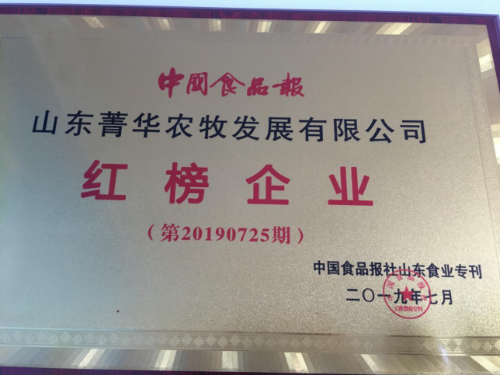 中國食品報
山东菁华农牧发展有限公司
红榜企业
（第20190725期）
中国食品报社山东食业专刊
二〇一九年七月